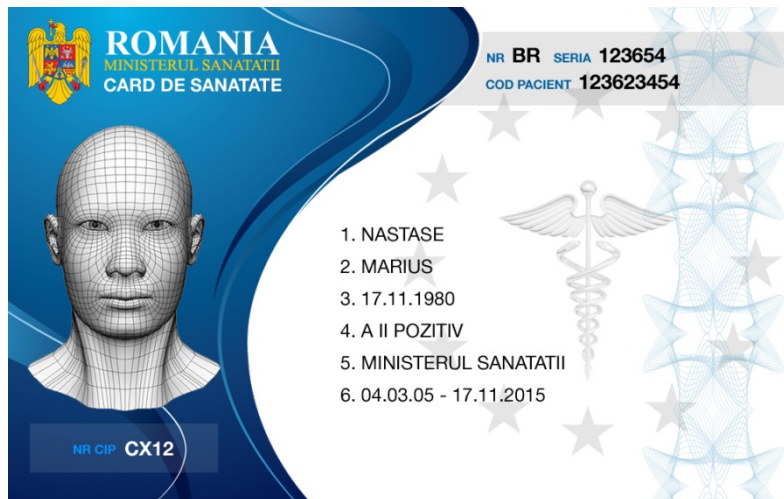 ROMANIA
MINISTERUL SANATATII
CARD DE SANATATE
NR BR SERIA 123654
COD PACIENT 123623454
1. NASTASE
2. MARIUS
3. 17.11.1980
4. A II POZITIV
5. MINISTERUL SANATATII
6. 04.03.05 - 17.11.2015
NR CIP CX12